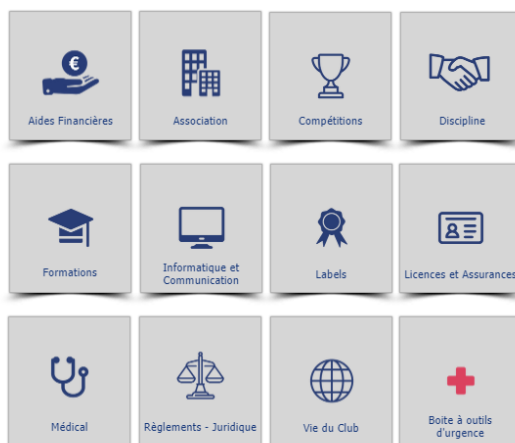 €
Aides Financières
Association
Compétitions
Discipline
Formations
Informatique et
Communication
Labels
Licences et Assurances
Médical
Règlements - Juridique
Vie du Club
Boite à outils
d'urgence